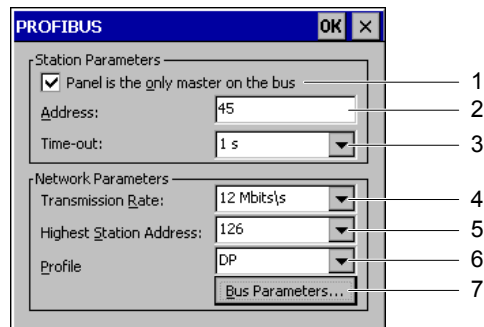 PROFIBUS OK ×
Station Parameters
Panel is the only master on the bus 1
Address: 45 2
Time-out: 1 s 3
Network Parameters
Transmission Rate: 12 Mbits\s 4
Highest Station Address: 126 5
Profile DP 6
Bus Parameters... 7